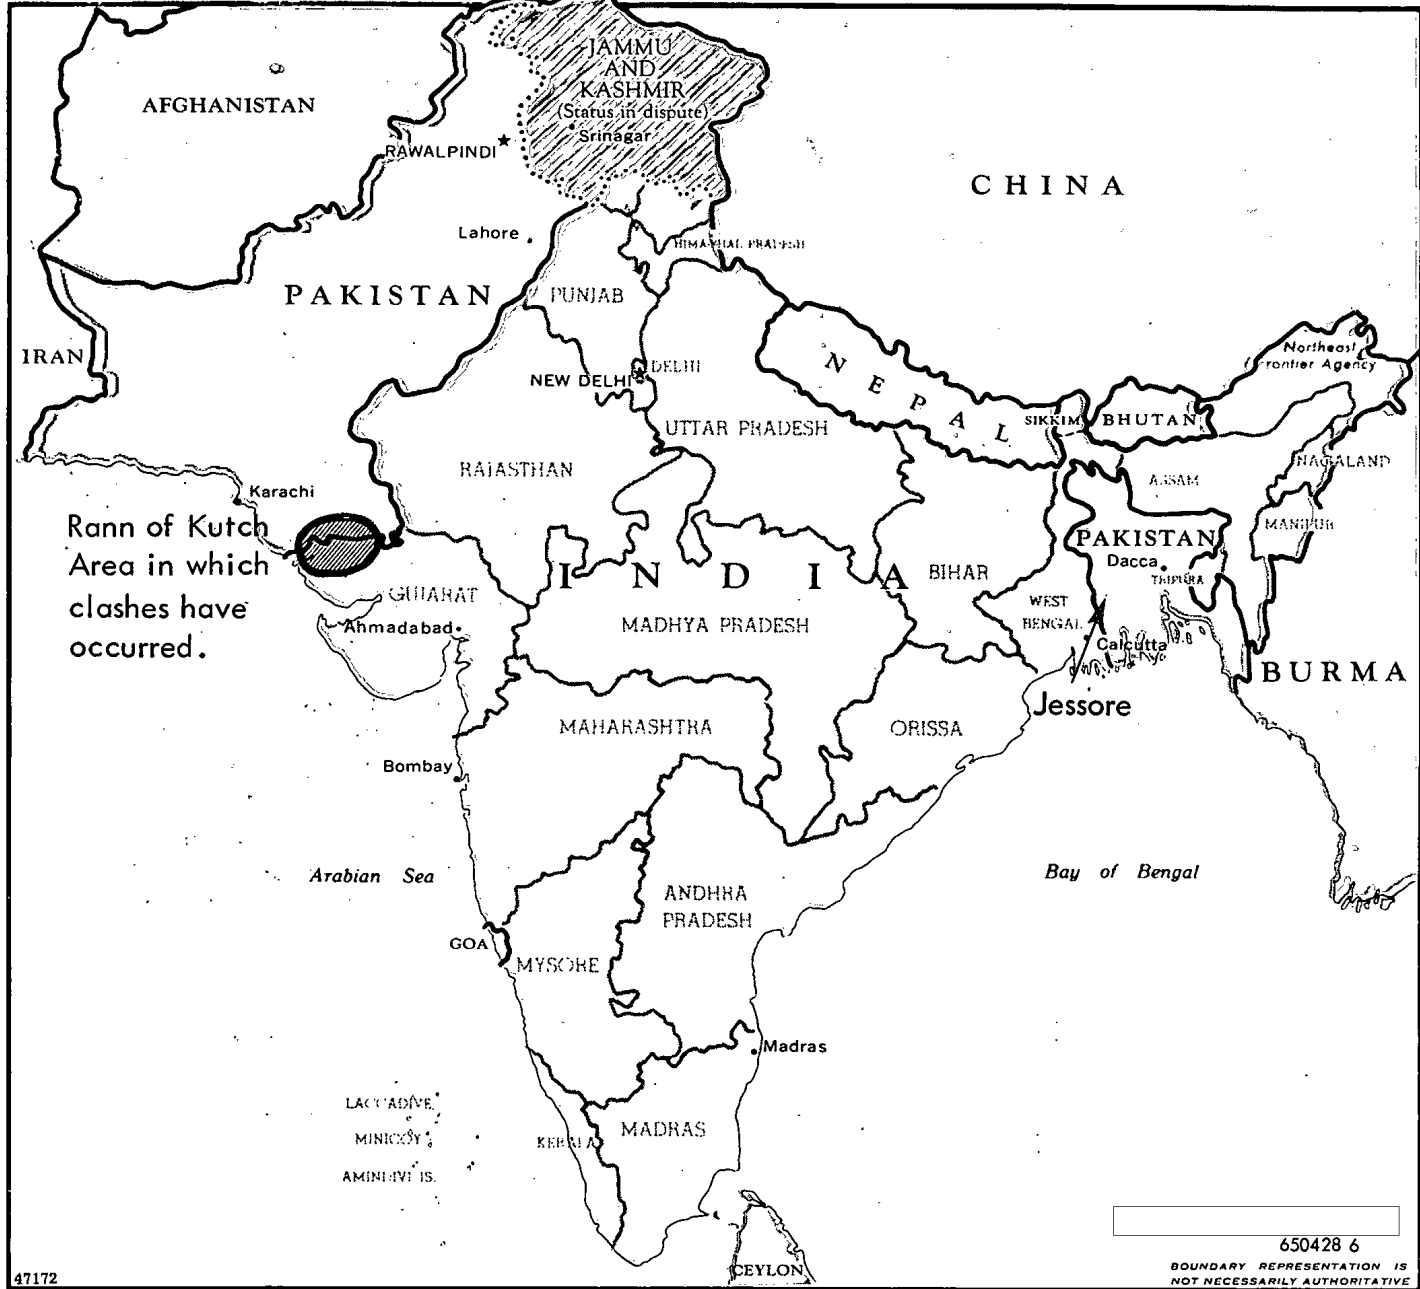 JAMMU
AND
KASHMIR
(Status in dispute)
Srinagar
AFGHANISTAN
RAWALPINDI
CHINA
Lahore
HIMACHAL PRADESH
PAKISTAN
PUNJAB
IRAN
NEW DELHI
DELHI
NEPAL
Northeast
Frontier Agency
SIKKIM
BHUTAN
UTTAR PRADESH
RAJASTHAN
ASSAM
NAGALAND
Karachi
MANIPUR
Rann of Kutch
Area in which
clashes have
occurred.
PAKISTAN
Dacca
TRIPURA
INDIA
BIHAR
GUJARAT
WEST
BENGAL
Ahmadabad
MADHYA PRADESH
Calcutta
BURMA
Jessore
MAHARASHTRA
ORISSA
Bombay
Arabian Sea
Bay of Bengal
ANDHRA
PRADESH
GOA
MYSORE
Madras
LACCADIVE,
MINICOY
AMINDIVI IS.
KERALA
MADRAS
CEYLON
650428 6
BOUNDARY REPRESENTATION IS
NOT NECESSARILY AUTHORITATIVE
47172